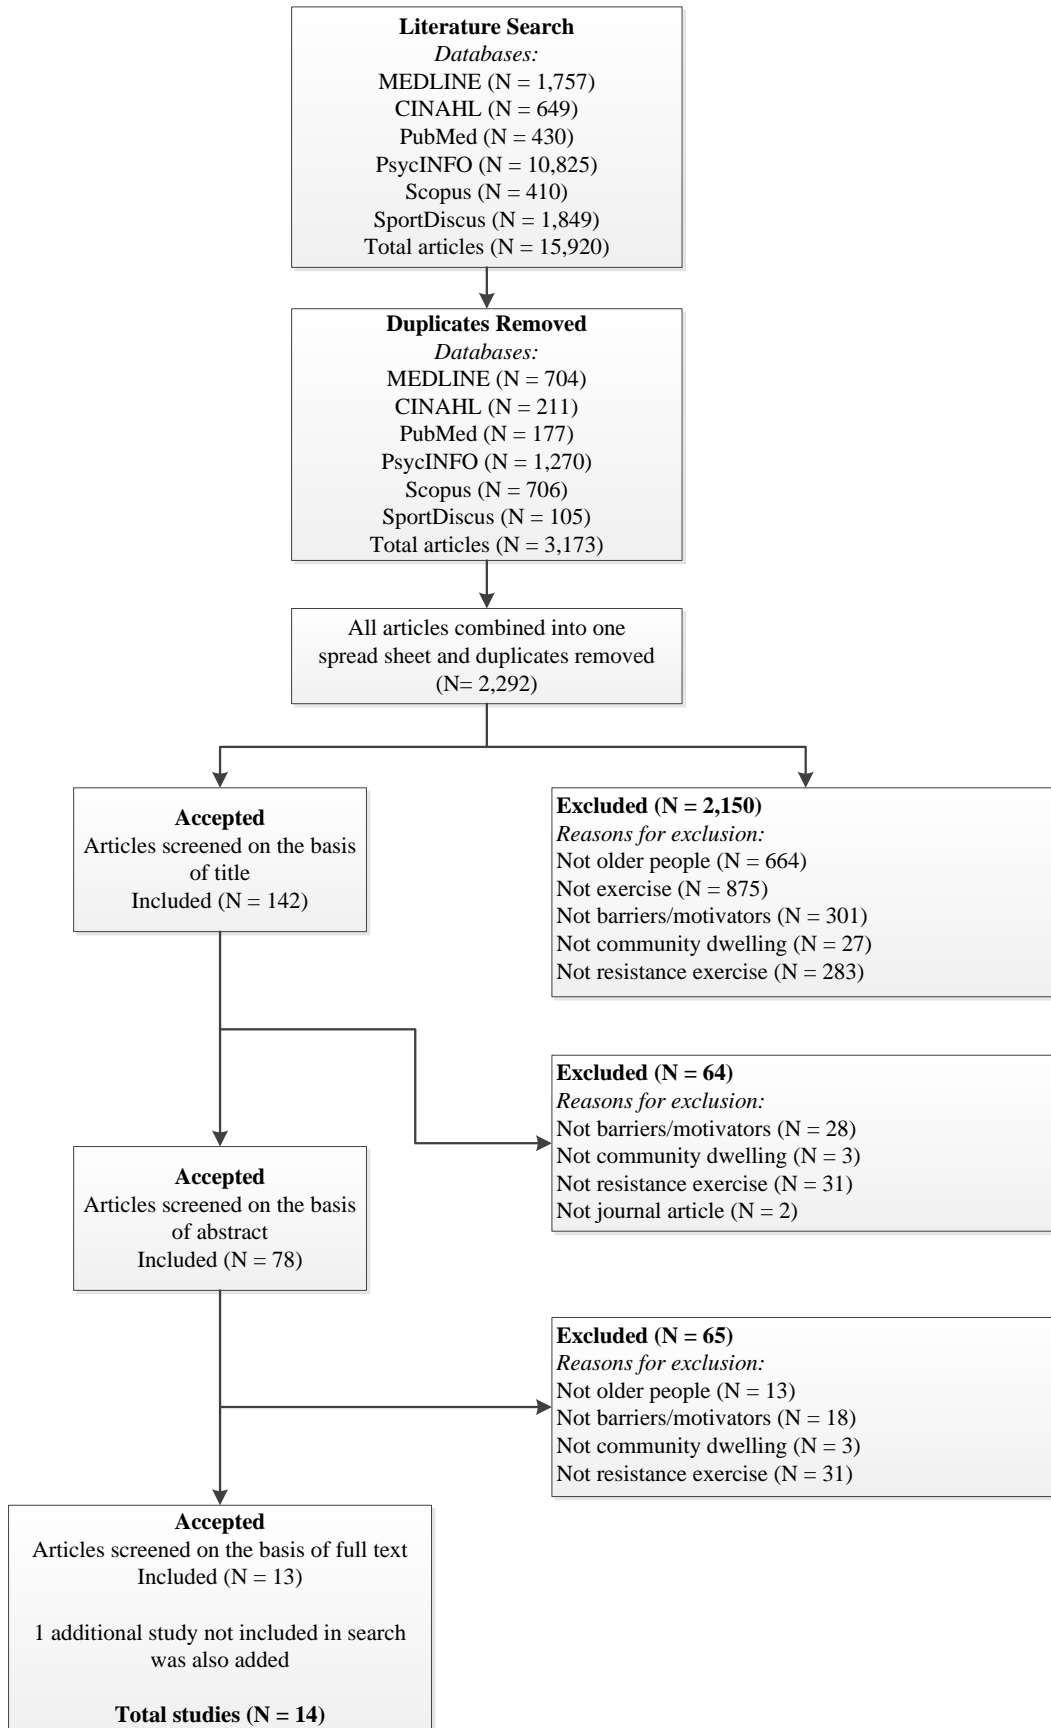 Literature Search
Databases:
MEDLINE (N = 1,757)
CINAHL (N = 649)
PubMed (N = 430)
PsycINFO (N = 10,825)
Scopus (N = 410)
SportDiscus (N = 1,849)
Total articles (N = 15,920)
Duplicates Removed
Databases:
MEDLINE (N = 704)
CINAHL (N = 211)
PubMed (N = 177)
PsycINFO (N = 1,270)
Scopus (N = 706)
SportDiscus (N = 105)
Total articles (N = 3,173)
All articles combined into one
spread sheet and duplicates removed
(N= 2,292)
Accepted
Articles screened on the basis
of title
Included (N = 142)
Excluded (N = 2,150)
Reasons for exclusion:
Not older people (N = 664)
Not exercise (N = 875)
Not barriers/motivators (N = 301)
Not community dwelling (N = 27)
Not resistance exercise (N = 283)
Excluded (N = 64)
Reasons for exclusion:
Not barriers/motivators (N = 28)
Not community dwelling (N = 3)
Not resistance exercise (N = 31)
Not journal article (N = 2)
Accepted
Articles screened on the basis
of abstract
Included (N = 78)
Excluded (N = 65)
Reasons for exclusion:
Not older people (N = 13)
Not barriers/motivators (N = 18)
Not community dwelling (N = 3)
Not resistance exercise (N = 31)
Accepted
Articles screened on the basis of full text
Included (N = 13)
1 additional study not included in search
was also added
Total studies (N = 14)